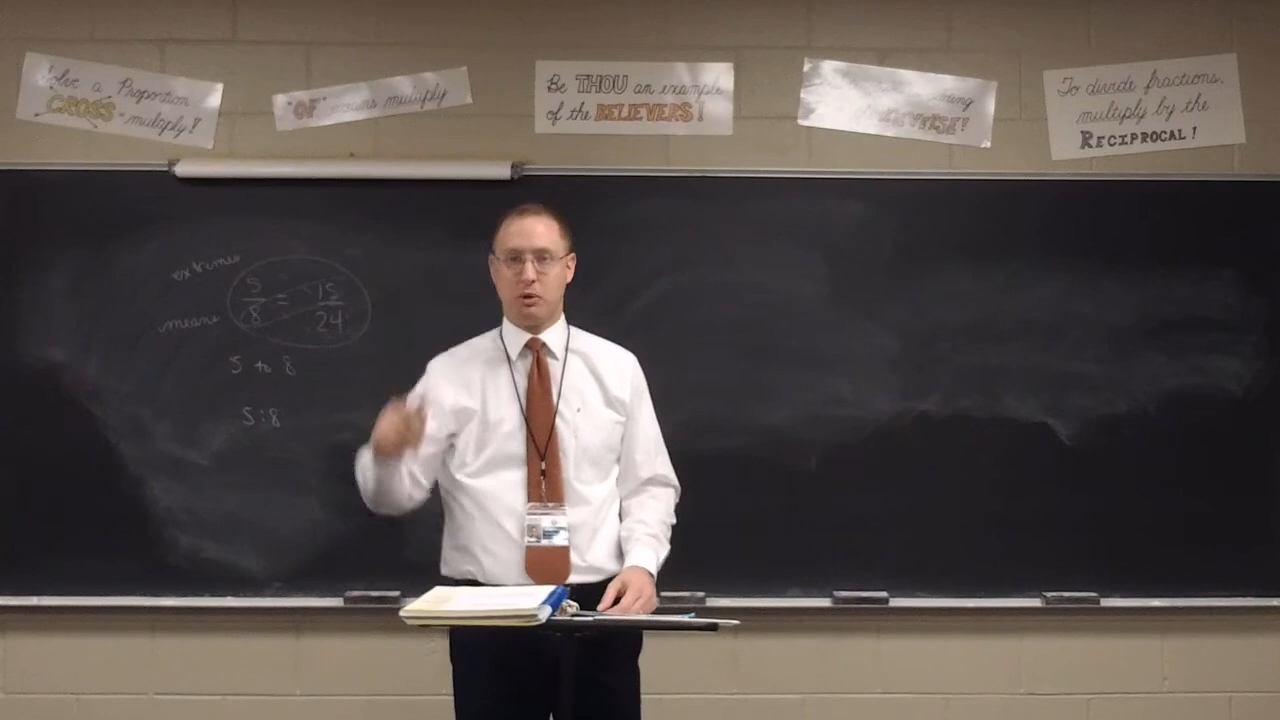 Solve a Proportion
"CROSS"-multiply!
"OF" means multiply
Be THOU an example
of the BELIEVERS!
To divide fractions,
multiply by the
RECIPROCAL!
extremes
means
5/8 = 15/24
5 to 8
5:8